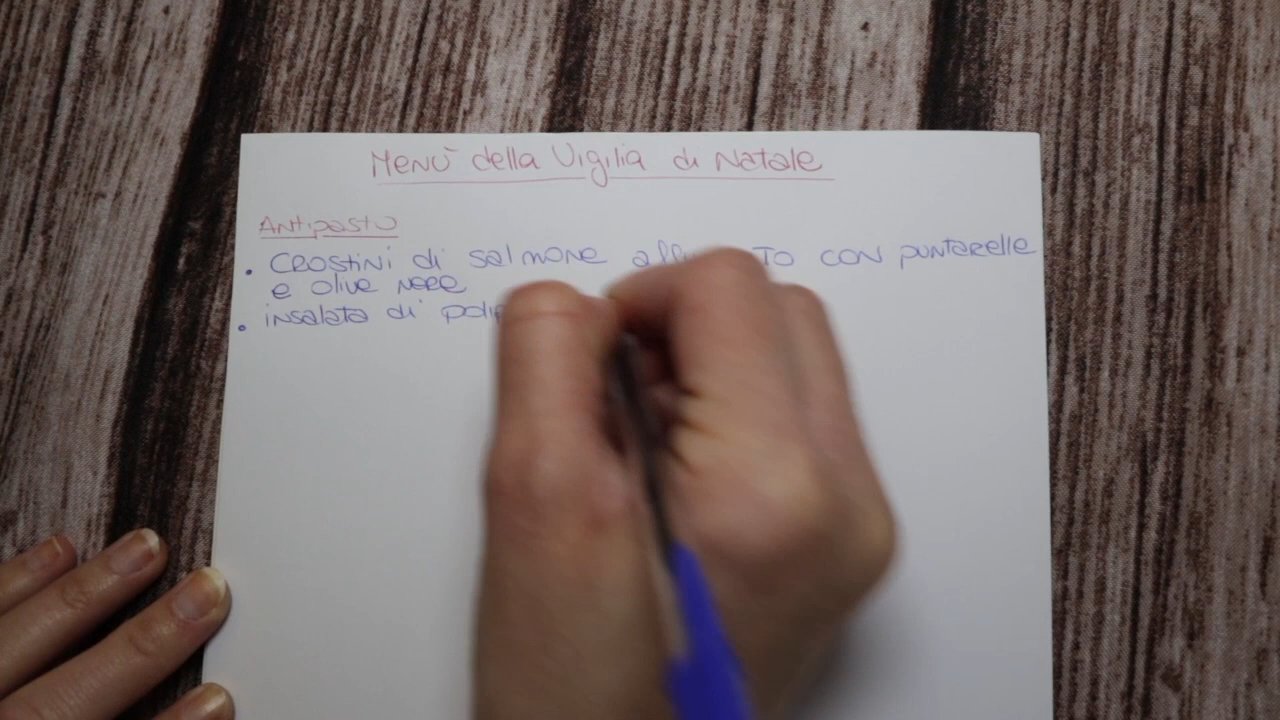 Menù della Vigilia di Natale
Antipasto
• Crostini di salmone CON puntarelle
e olive nere
• insalata di